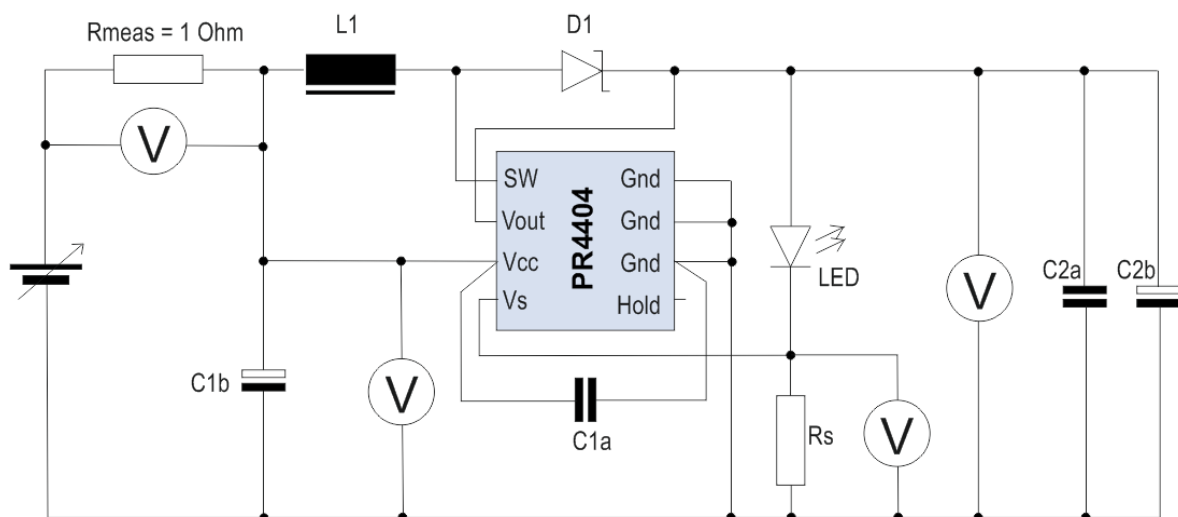 Rmeas = 1 Ohm
L1
D1
V
SW
Vout
Vcc
Vs
PR4404
Gnd
Gnd
Gnd
Hold
LED
V
C2a
C2b
C1b
V
C1a
Rs
V